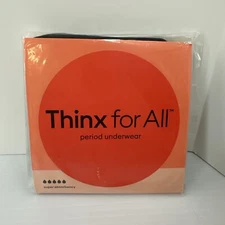 Thinx for All™
period underwear